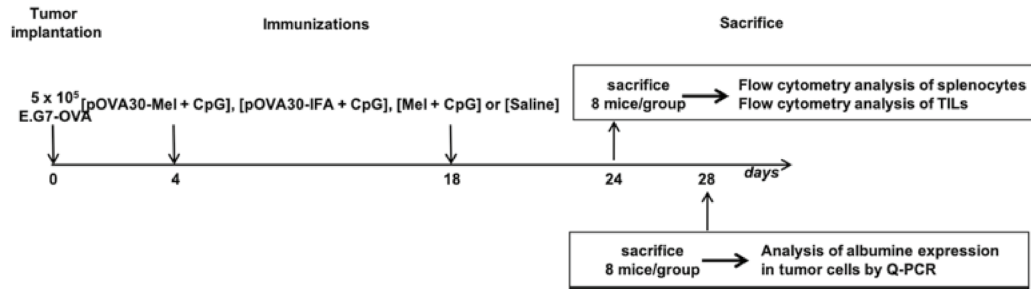 Tumor
implantation
Immunizations
Sacrifice
5 x 10⁵
E.G7-OVA
[pOVA30-Mel + CpG], [pOVA30-IFA + CpG], [Mel + CpG] or [Saline]
sacrifice
8 mice/group
Flow cytometry analysis of splenocytes
Flow cytometry analysis of TILs
0
4
18
24
28
days
sacrifice
8 mice/group
Analysis of albumine expression
in tumor cells by Q-PCR